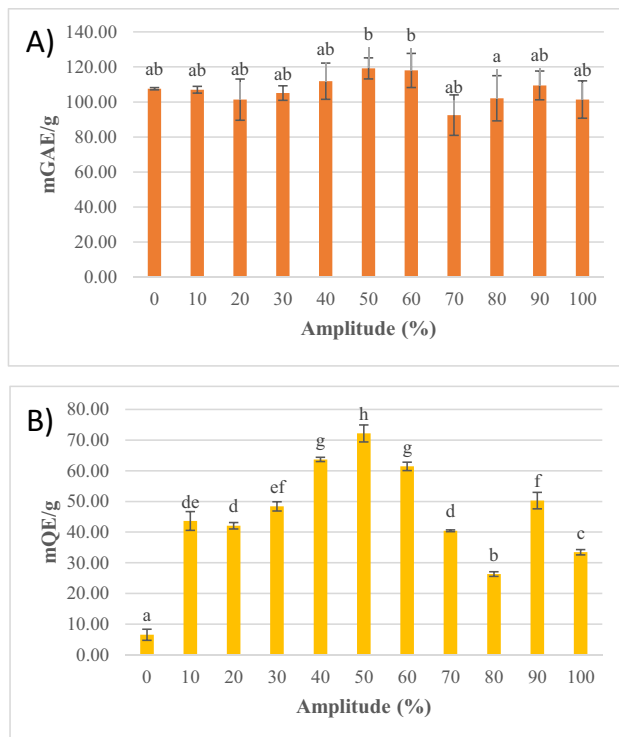 A)
140.00
120.00
100.00
80.00
60.00
40.00
20.00
0.00
mGAE/g
ab ab ab ab ab b b ab a ab ab
0 10 20 30 40 50 60 70 80 90 100
Amplitude (%)
B)
80.00
70.00
60.00
50.00
40.00
30.00
20.00
10.00
0.00
mQE/g
a de d ef g h g d b f c
0 10 20 30 40 50 60 70 80 90 100
Amplitude (%)